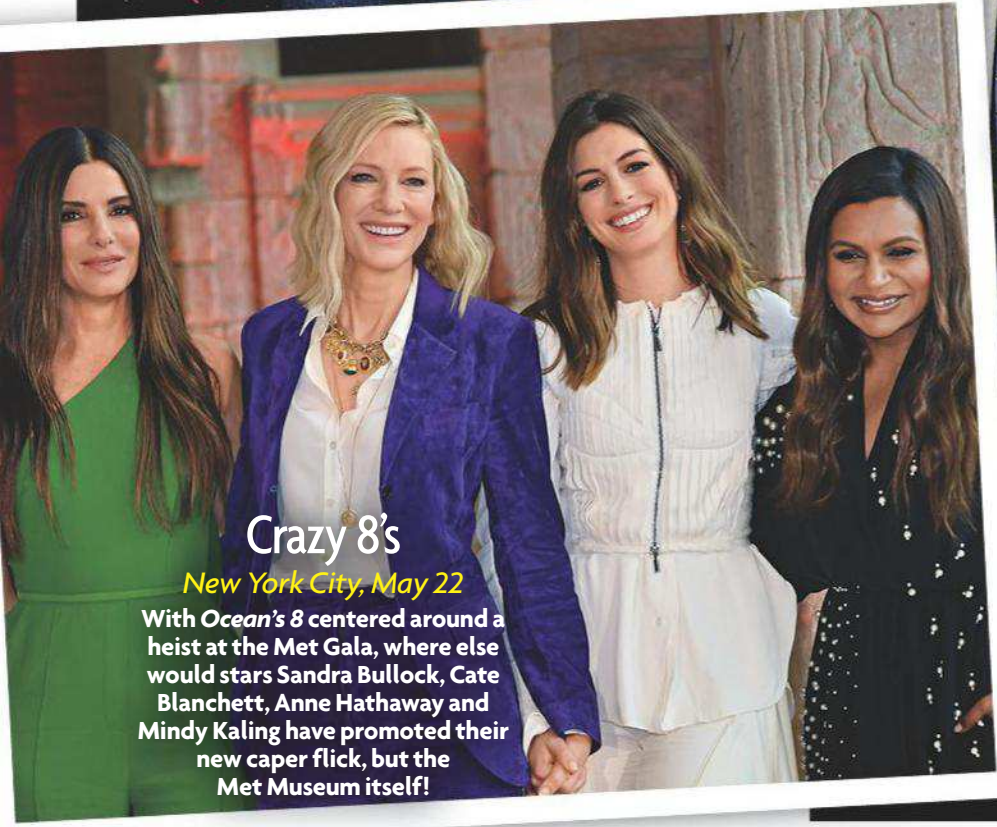 Crazy 8's
New York City, May 22
With Ocean's 8 centered around a
heist at the Met Gala, where else
would stars Sandra Bullock, Cate
Blanchett, Anne Hathaway and
Mindy Kaling have promoted their
new caper flick, but the
Met Museum itself!